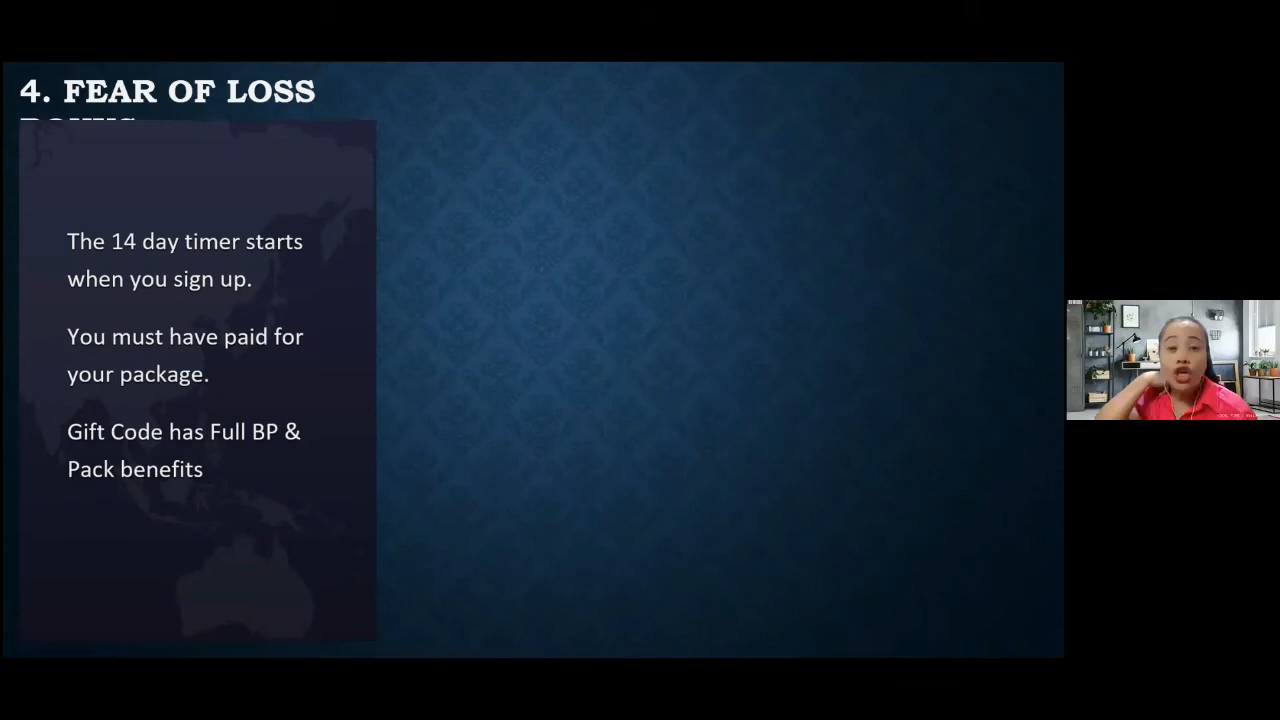 4. FEAR OF LOSS
The 14 day timer starts
when you sign up.
You must have paid for
your package.
Gift Code has Full BP &
Pack benefits